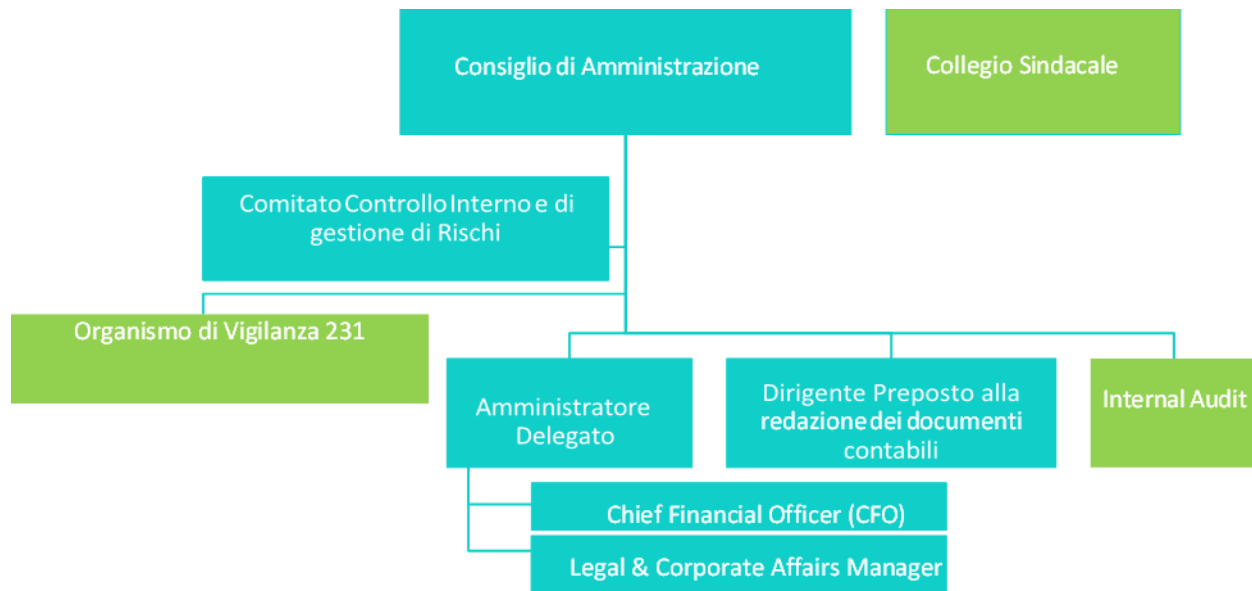 Consiglio di Amministrazione
Collegio Sindacale
Comitato Controllo Interno e di
gestione di Rischi
Organismo di Vigilanza 231
Amministratore
Delegato
Dirigente Preposto alla
redazione dei documenti
contabili
Internal Audit
Chief Financial Officer (CFO)
Legal & Corporate Affairs Manager